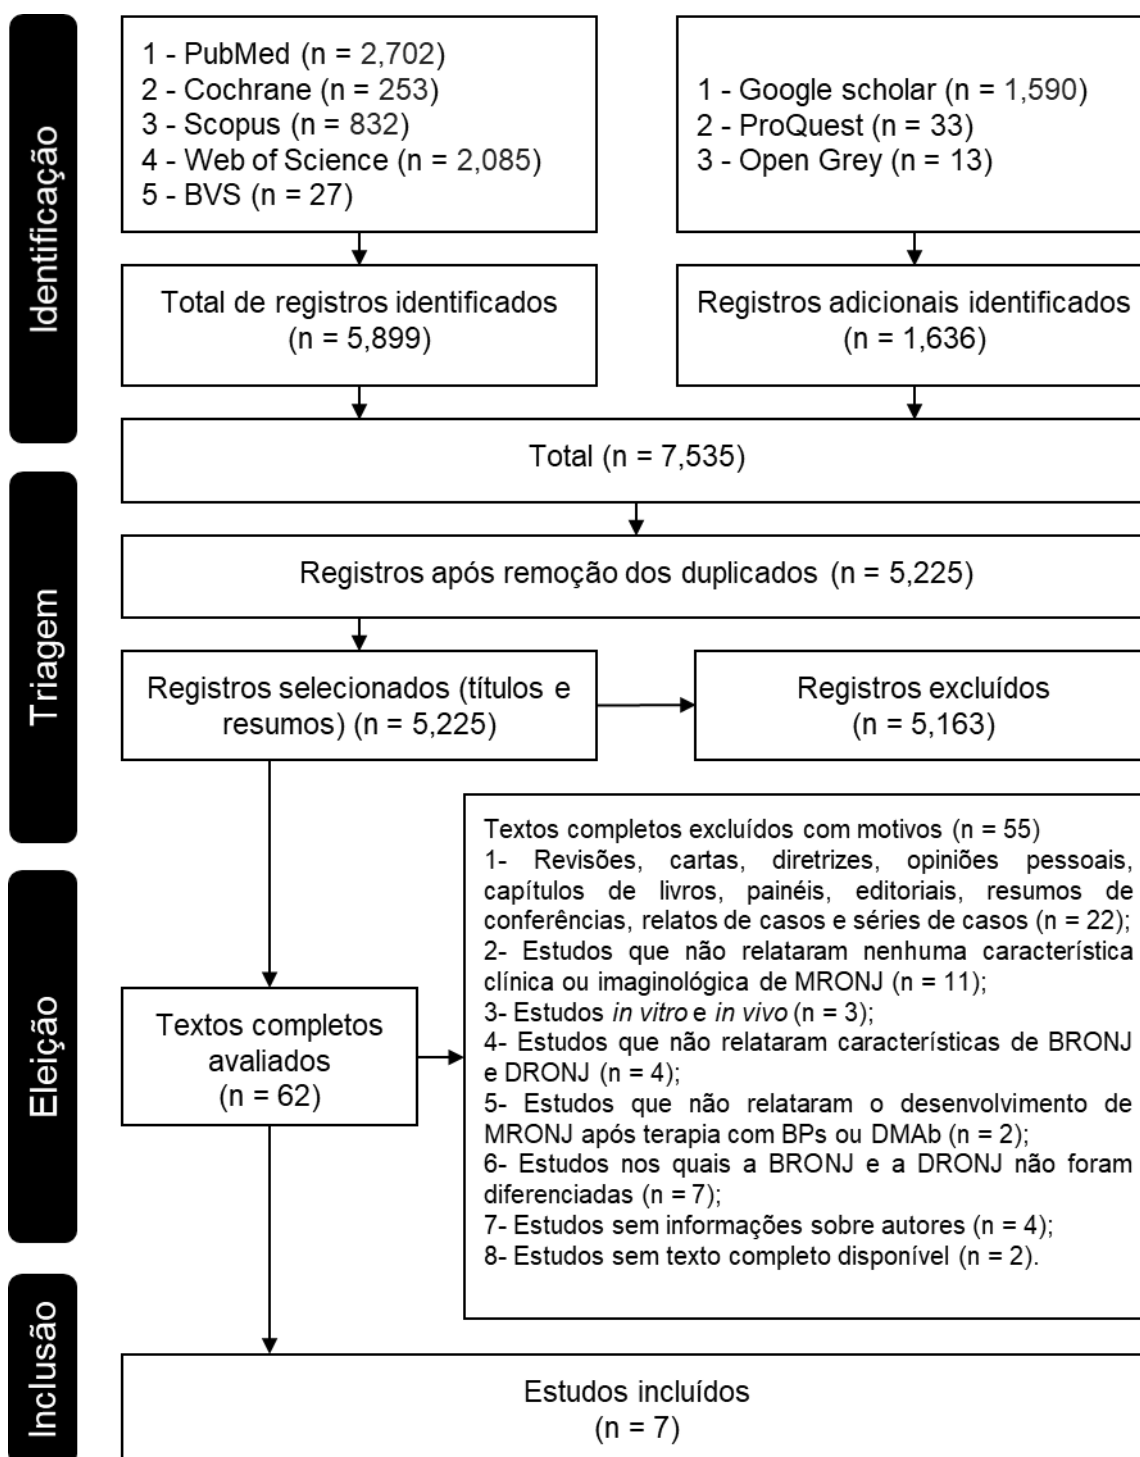 Identificação
1 - PubMed (n = 2,702)
2 - Cochrane (n = 253)
3 - Scopus (n = 832)
4 - Web of Science (n = 2,085)
5 - BVS (n = 27)
1 - Google scholar (n = 1,590)
2 - ProQuest (n = 33)
3 - Open Grey (n = 13)
Total de registros identificados
(n = 5,899)
Registros adicionais identificados
(n = 1,636)
Total (n = 7,535)
Triagem
Registros após remoção dos duplicados (n = 5,225)
Registros selecionados (títulos e
resumos) (n = 5,225)
Registros excluídos
(n = 5,163)
Eleição
Textos completos
avaliados
(n = 62)
Textos completos excluídos com motivos (n = 55)
1- Revisões, cartas, diretrizes, opiniões pessoais,
capítulos de livros, painéis, editoriais, resumos de
conferências, relatos de casos e séries de casos (n = 22);
2- Estudos que não relataram nenhuma característica
clínica ou imaginológica de MRONJ (n = 11);
3- Estudos in vitro e in vivo (n = 3);
4- Estudos que não relataram características de BRONJ
e DRONJ (n = 4);
5- Estudos que não relataram o desenvolvimento de
MRONJ após terapia com BPs ou DMAb (n = 2);
6- Estudos nos quais a BRONJ e a DRONJ não foram
diferenciadas (n = 7);
7- Estudos sem informações sobre autores (n = 4);
8- Estudos sem texto completo disponível (n = 2).
Inclusão
Estudos incluídos
(n = 7)